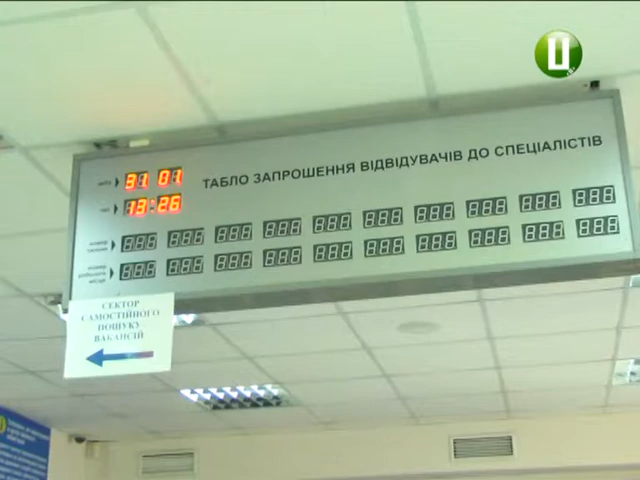 Ц
ТАБЛО ЗАПРОШЕННЯ ВІДВІДУВАЧІВ ДО СПЕЦІАЛІСТІВ
31 01
13:26
СЕКТОР
САМОСТІЙНОГО
ПОШУКУ
ВАКАНСІЙ